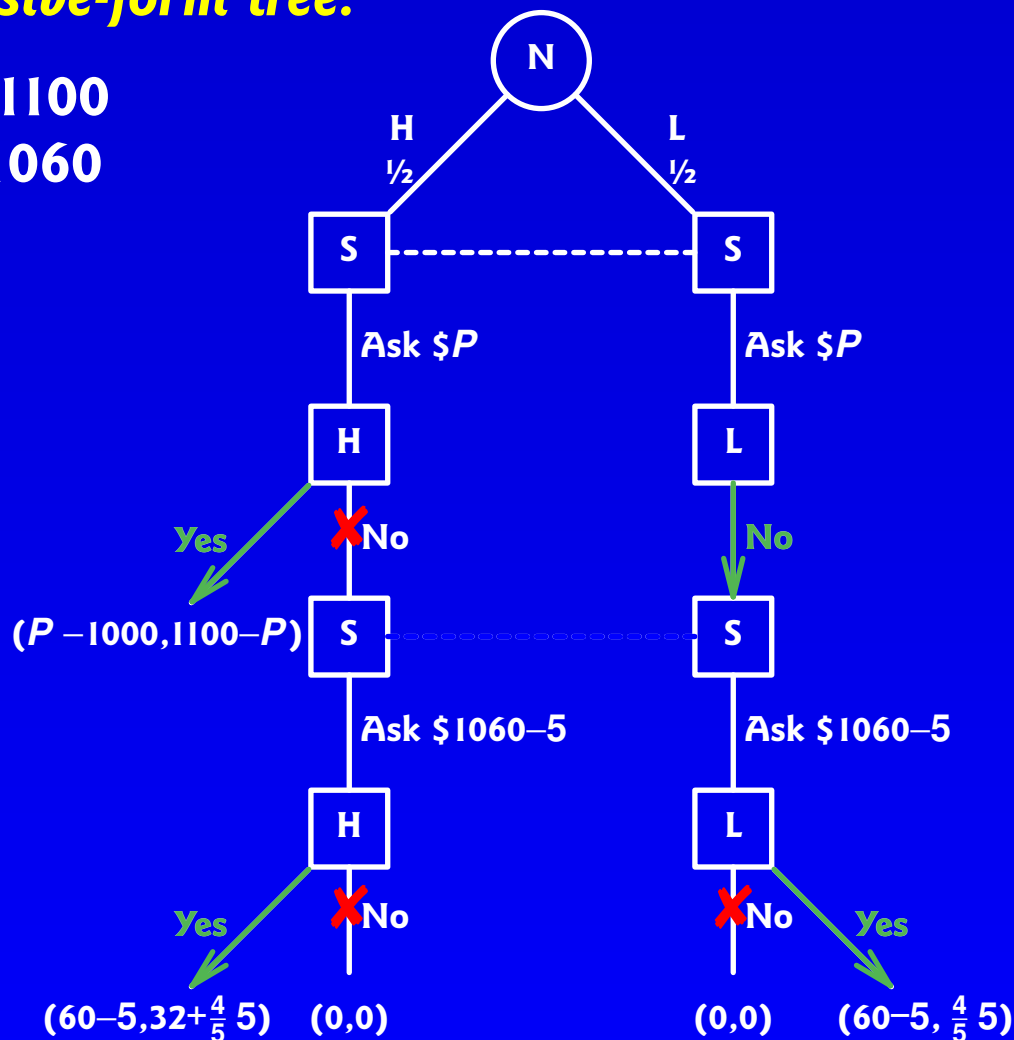 sive-form tree:
1100
1060
N
H L
½ ½
S S
Ask $P Ask $P
H L
Yes No No
(P –1000,1100–P) S S
Ask $1060–5 Ask $1060–5
H L
Yes No No Yes
(60–5,32+4/5 5) (0,0) (0,0) (60–5, 4/5 5)